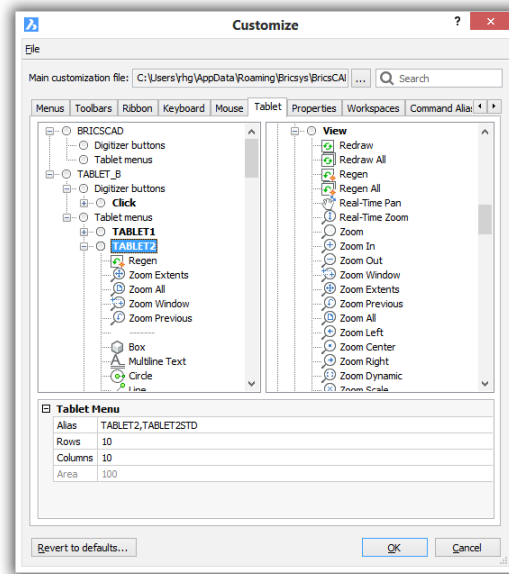 Customize
?
File
Main customization file: C:\Users\rhg\AppData\Roaming\Bricsys\BricsCAI ... Search
Menus Toolbars Ribbon Keyboard Mouse Tablet Properties Workspaces Command Alias
BRICSCAD
Digitizer buttons
Tablet menus
TABLET_B
Digitizer buttons
Click
Tablet menus
TABLET1
TABLET2
Regen
Zoom Extents
Zoom All
Zoom Window
Zoom Previous
--------
Box
Multiline Text
Circle
Line
View
Redraw
Redraw All
Regen
Regen All
Real-Time Pan
Real-Time Zoom
Zoom
Zoom In
Zoom Out
Zoom Window
Zoom Extents
Zoom Previous
Zoom All
Zoom Left
Zoom Center
Zoom Right
Zoom Dynamic
Zoom Scale
Tablet Menu
Alias TABLET2,TABLET2STD
Rows 10
Columns 10
Area 100
Revert to defaults... OK Cancel